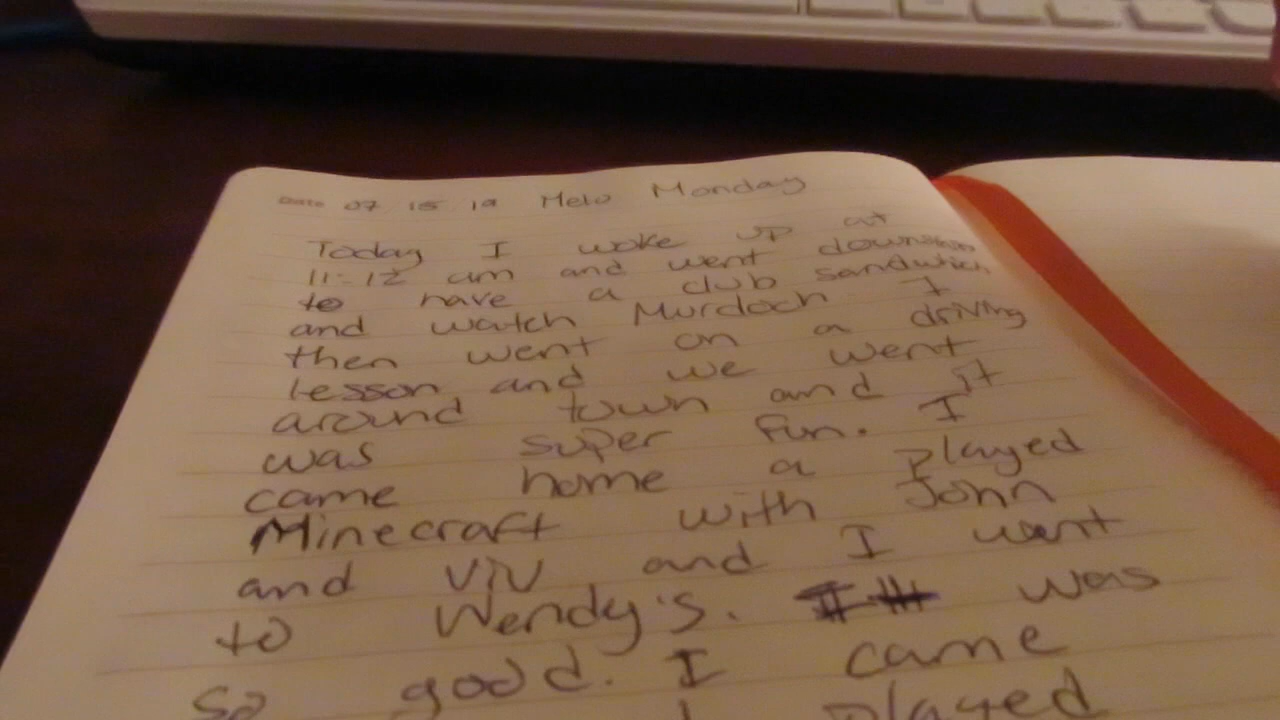 Date 07 15 19 Melo Monday
Today I woke up at
11:12 am and went downstairs
to have a club sandwich
and watch Murdoch I
then went on a driving
lesson and we went
around town and it
was super fun. I
came home a played
Minecraft with John
and Viv and I went
to Wendy's. was
so good. I came
played